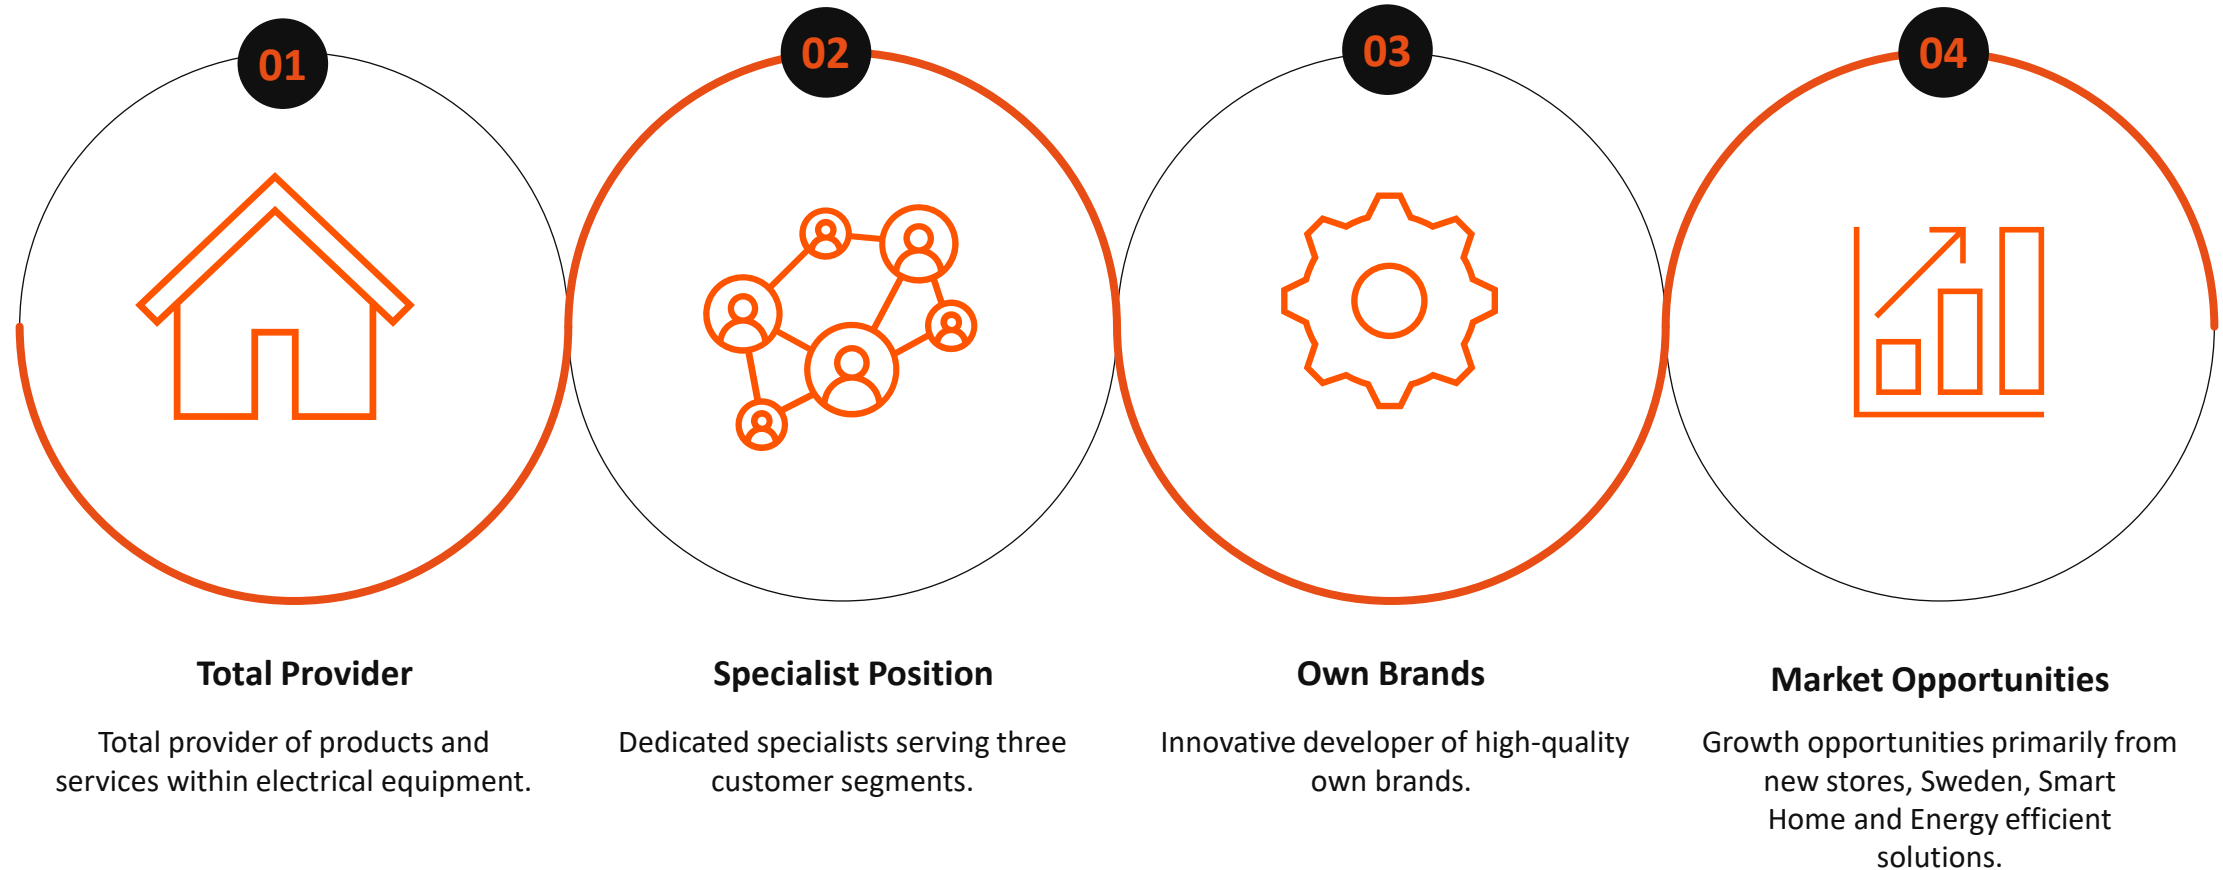 01
02
03
04
Total Provider
Total provider of products and
services within electrical equipment.
Specialist Position
Dedicated specialists serving three
customer segments.
Own Brands
Innovative developer of high-quality
own brands.
Market Opportunities
Growth opportunities primarily from
new stores, Sweden, Smart
Home and Energy efficient
solutions.